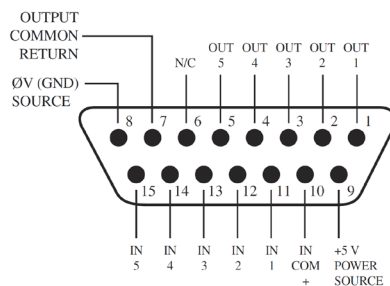 OUTPUT
COMMON
RETURN
ØV (GND)
SOURCE
N/C
OUT OUT OUT OUT OUT
5 4 3 2 1
8 7 6 5 4 3 2 1
15 14 13 12 11 10 9
IN IN IN IN IN IN +5 V
5 4 3 2 1 COM POWER
+ SOURCE